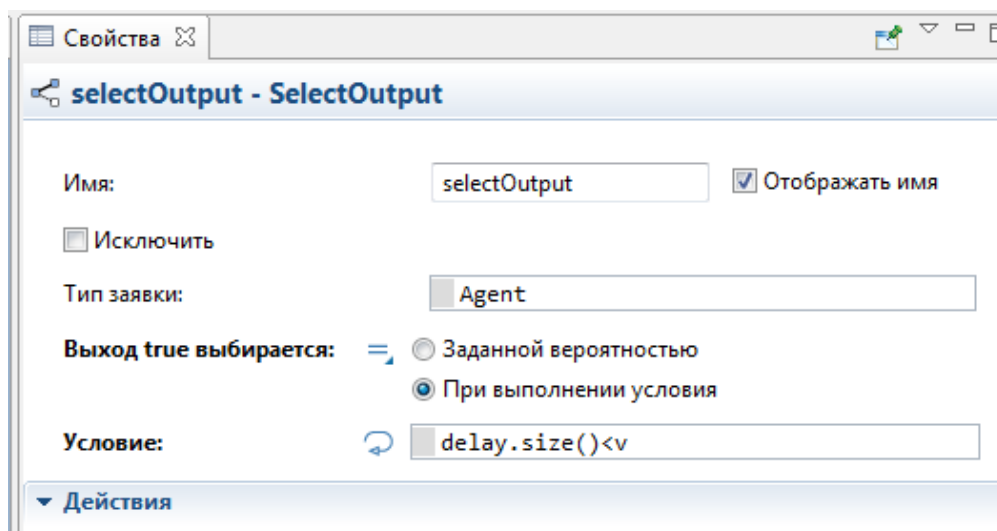 Свойства
selectOutput - SelectOutput
Имя: selectOutput Отображать имя
Исключить
Тип заявки: Agent
Выход true выбирается: Заданной вероятностью
При выполнении условия
Условие: delay.size()<v
Действия